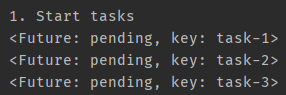 1. Start tasks
<Future: pending, key: task-1>
<Future: pending, key: task-2>
<Future: pending, key: task-3>